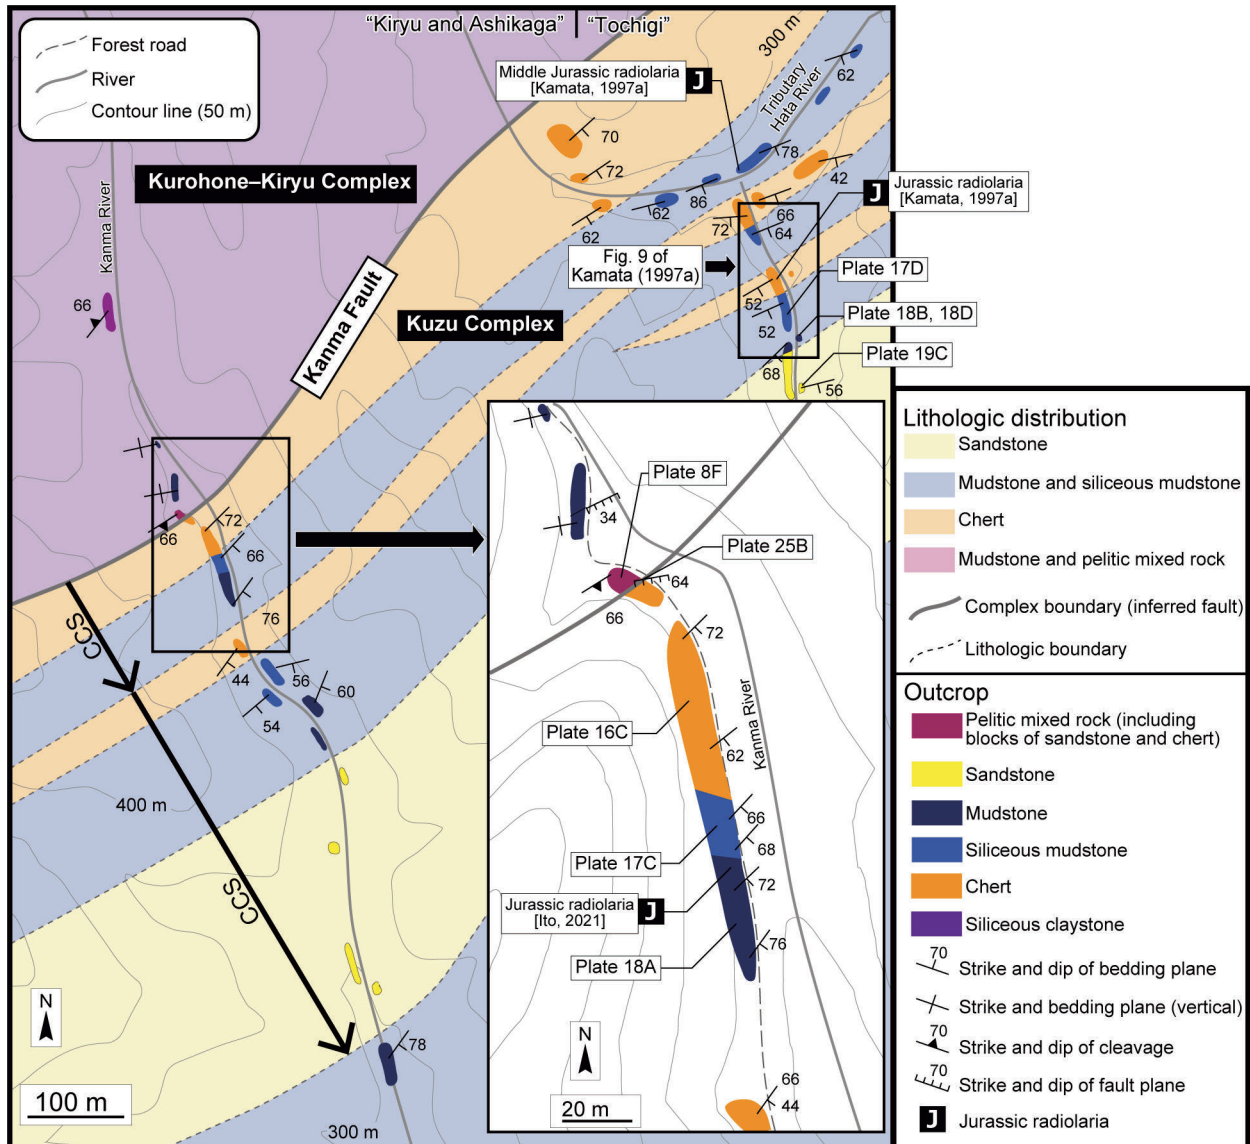 "Kiryu and Ashikaga"
"Tochigi"
Forest road
River
Contour line (50 m)
300 m
Middle Jurassic radiolaria
[Kamata, 1997a]
J
Tributary
Hata River
62
70
72
78
42
Kurohone–Kiryu Complex
Kanma River
J
Jurassic radiolaria
[Kamata, 1997a]
86
62
62
66
72
64
Fig. 9 of
Kamata (1997a)
Plate 17D
52
52
Plate 18B, 18D
66
Kanma Fault
Kuzu Complex
68
Plate 19C
56
66
72
66
76
CCS
44
56
60
54
400 m
CCS
78
N
100 m
300 m
Plate 8F
34
Plate 25B
64
66
72
Plate 16C
62
Kanma River
66
Plate 17C
68
72
Jurassic radiolaria
[Ito, 2021]
J
Plate 18A
76
N
20 m
66
44
Lithologic distribution
Sandstone
Mudstone and siliceous mudstone
Chert
Mudstone and pelitic mixed rock
Complex boundary (inferred fault)
Lithologic boundary
Outcrop
Pelitic mixed rock (including
blocks of sandstone and chert)
Sandstone
Mudstone
Siliceous mudstone
Chert
Siliceous claystone
70
Strike and dip of bedding plane
Strike and bedding plane (vertical)
70
Strike and dip of cleavage
70
Strike and dip of fault plane
J
Jurassic radiolaria